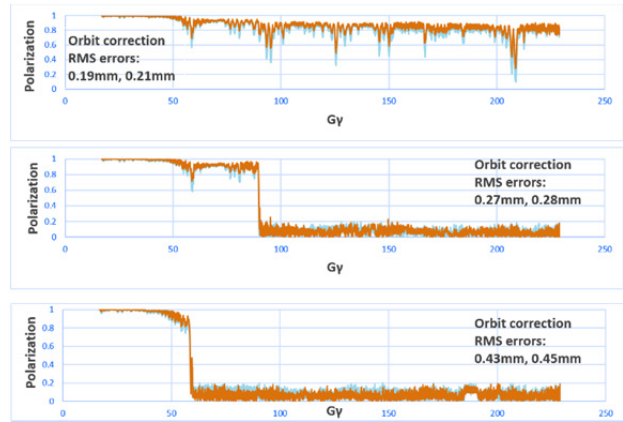 1
0.8
0.6
0.4
0.2
0
Polarization
Orbit correction
RMS errors:
0.19mm, 0.21mm
0 50 100 150 200 250
Gy
1
0.8
0.6
0.4
0.2
0
Polarization
Orbit correction
RMS errors:
0.27mm, 0.28mm
0 50 100 150 200 250
Gy
1
0.8
0.6
0.4
0.2
0
Polarization
Orbit correction
RMS errors:
0.43mm, 0.45mm
0 50 100 150 200 250
Gy